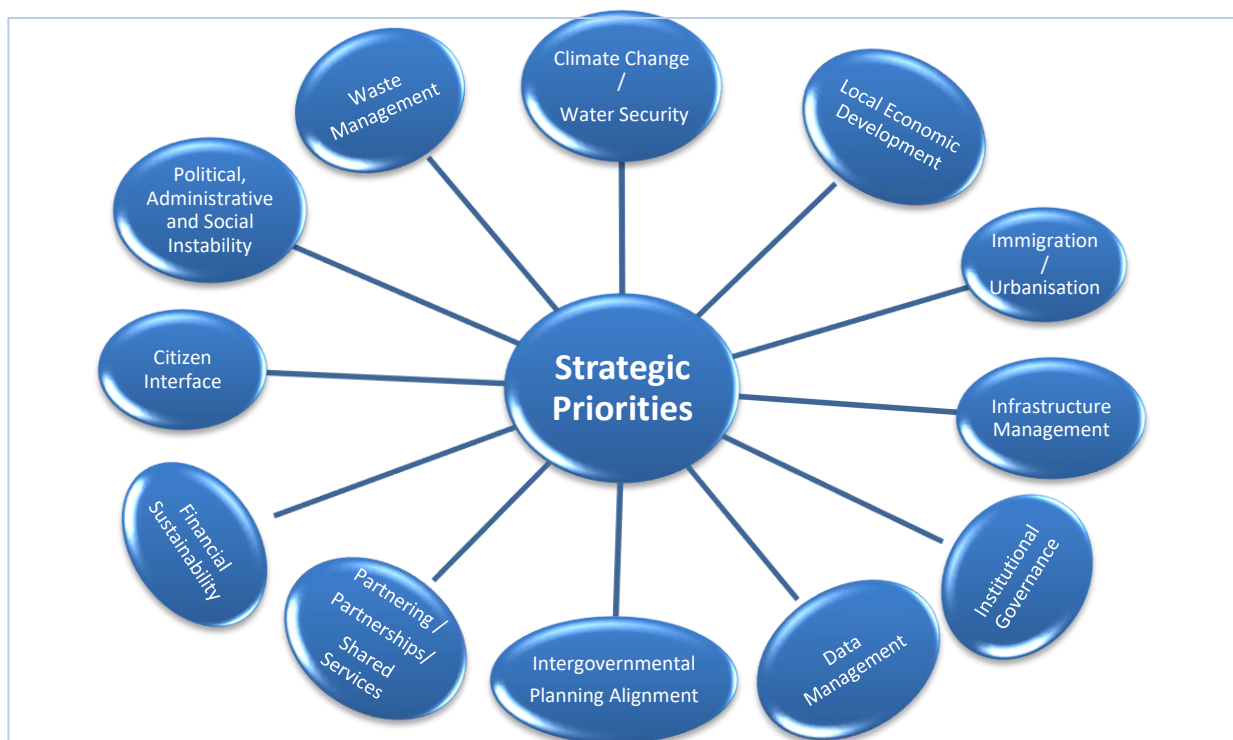 Climate Change
/
Water Security
Local Economic
Development
Immigration
/
Urbanisation
Infrastructure
Management
Institutional
Governance
Data
Management
Intergovernmental
Planning Alignment
Partnering /
Partnerships/
Shared
Services
Financial
Sustainability
Citizen
Interface
Political,
Administrative
and Social
Instability
Waste
Management
Strategic
Priorities